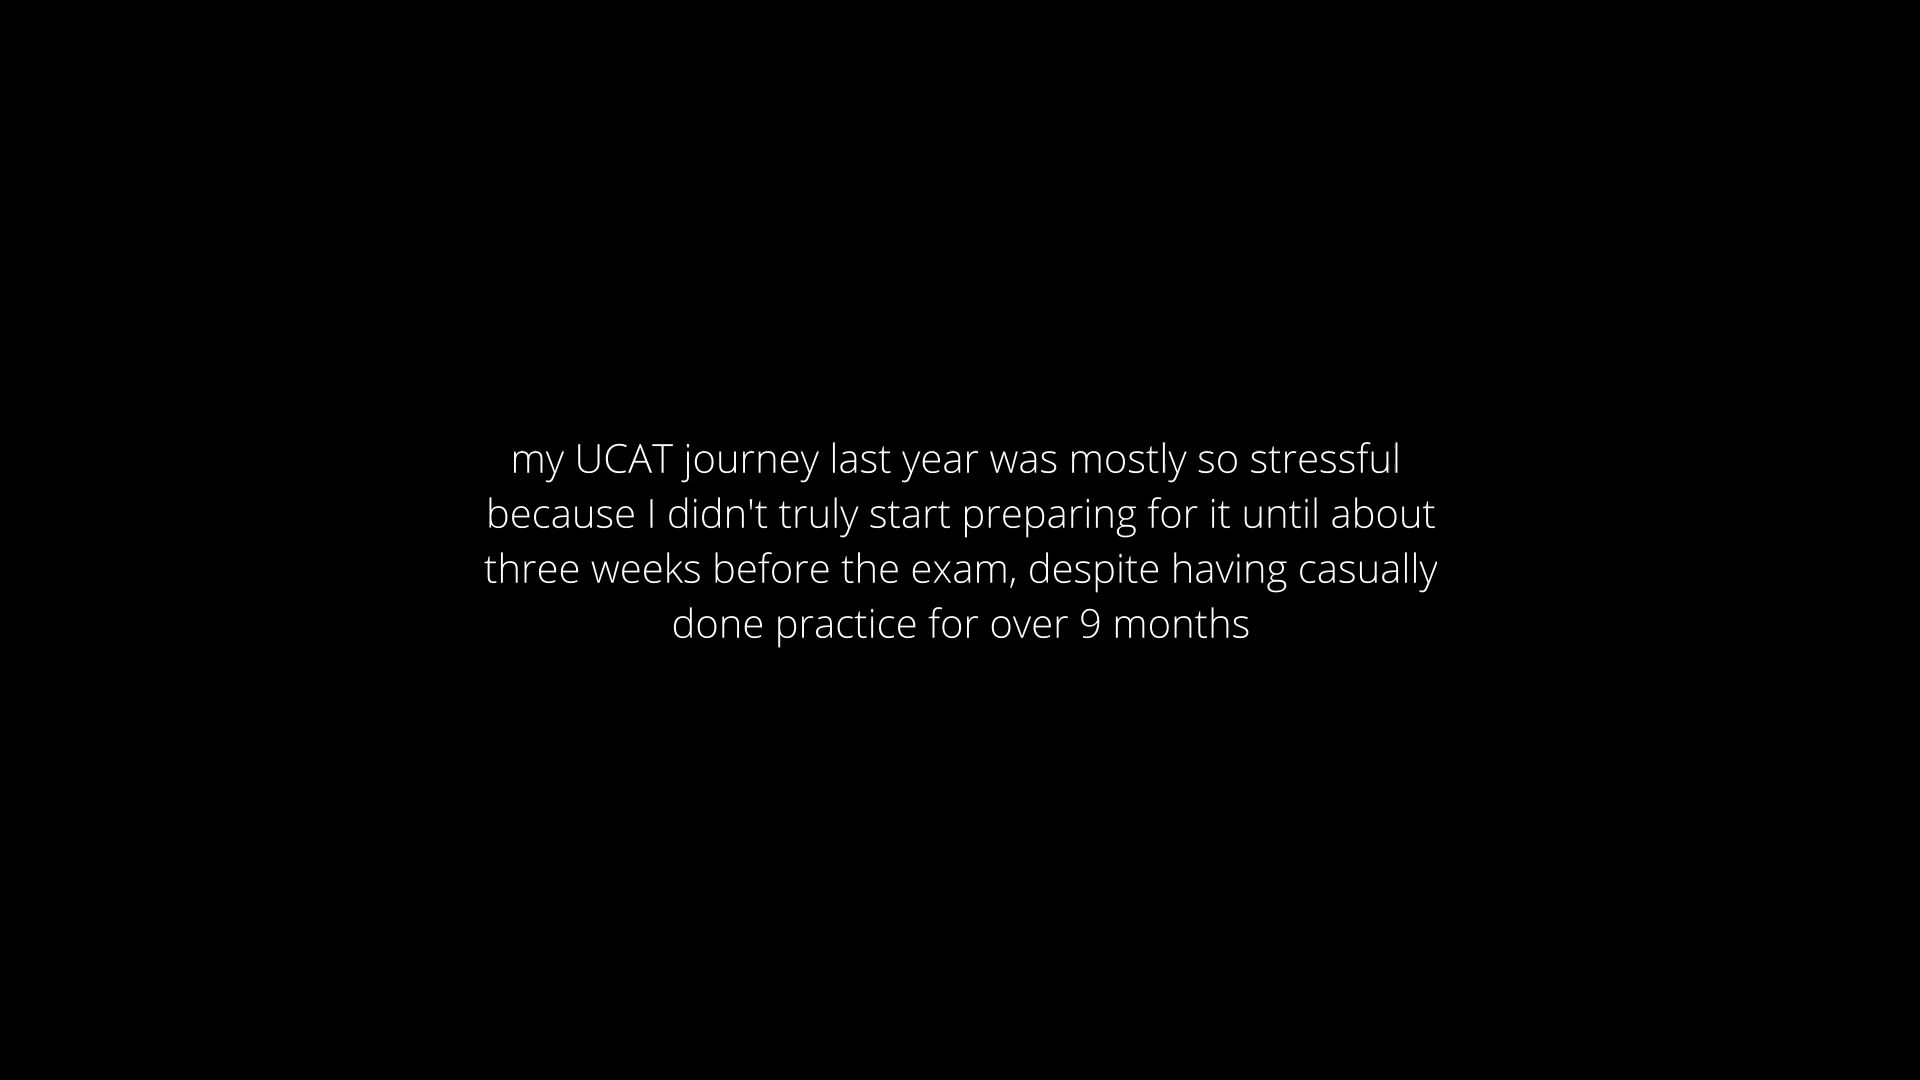 my UCAT journey last year was mostly so stressful
because I didn't truly start preparing for it until about
three weeks before the exam, despite having casually
done practice for over 9 months